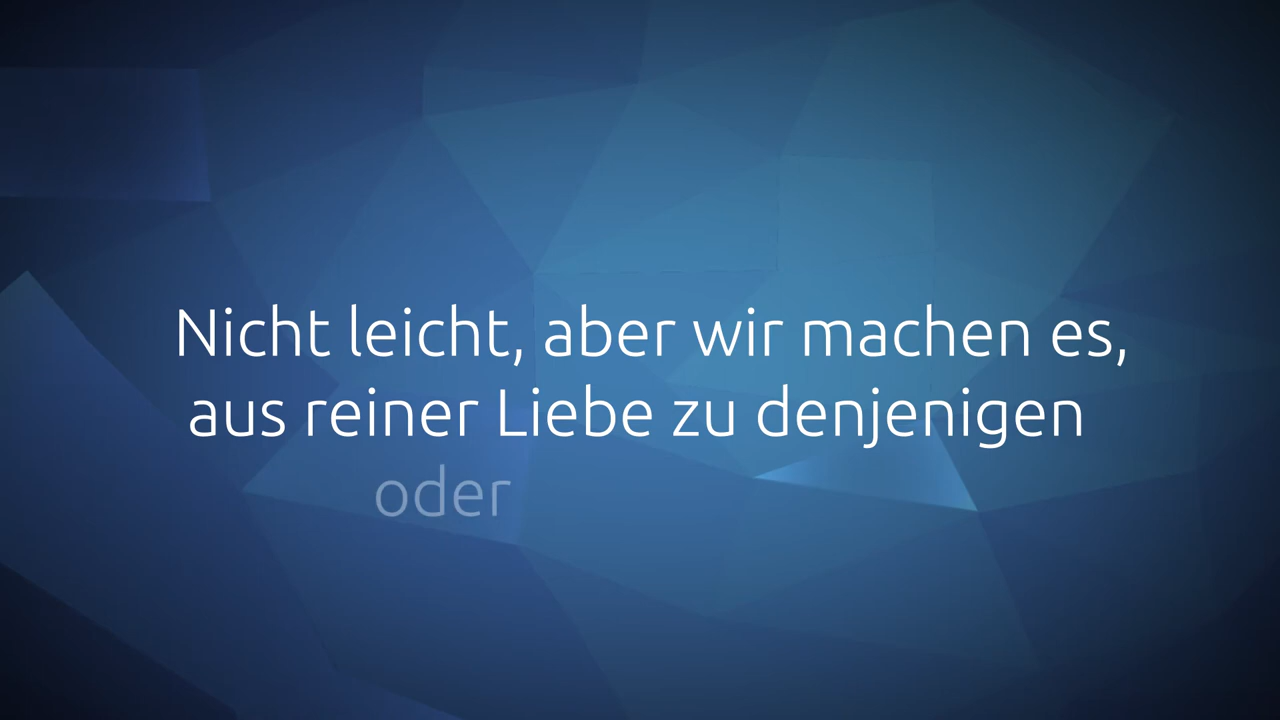 Nicht leicht, aber wir machen es,
aus reiner Liebe zu denjenigen
oder